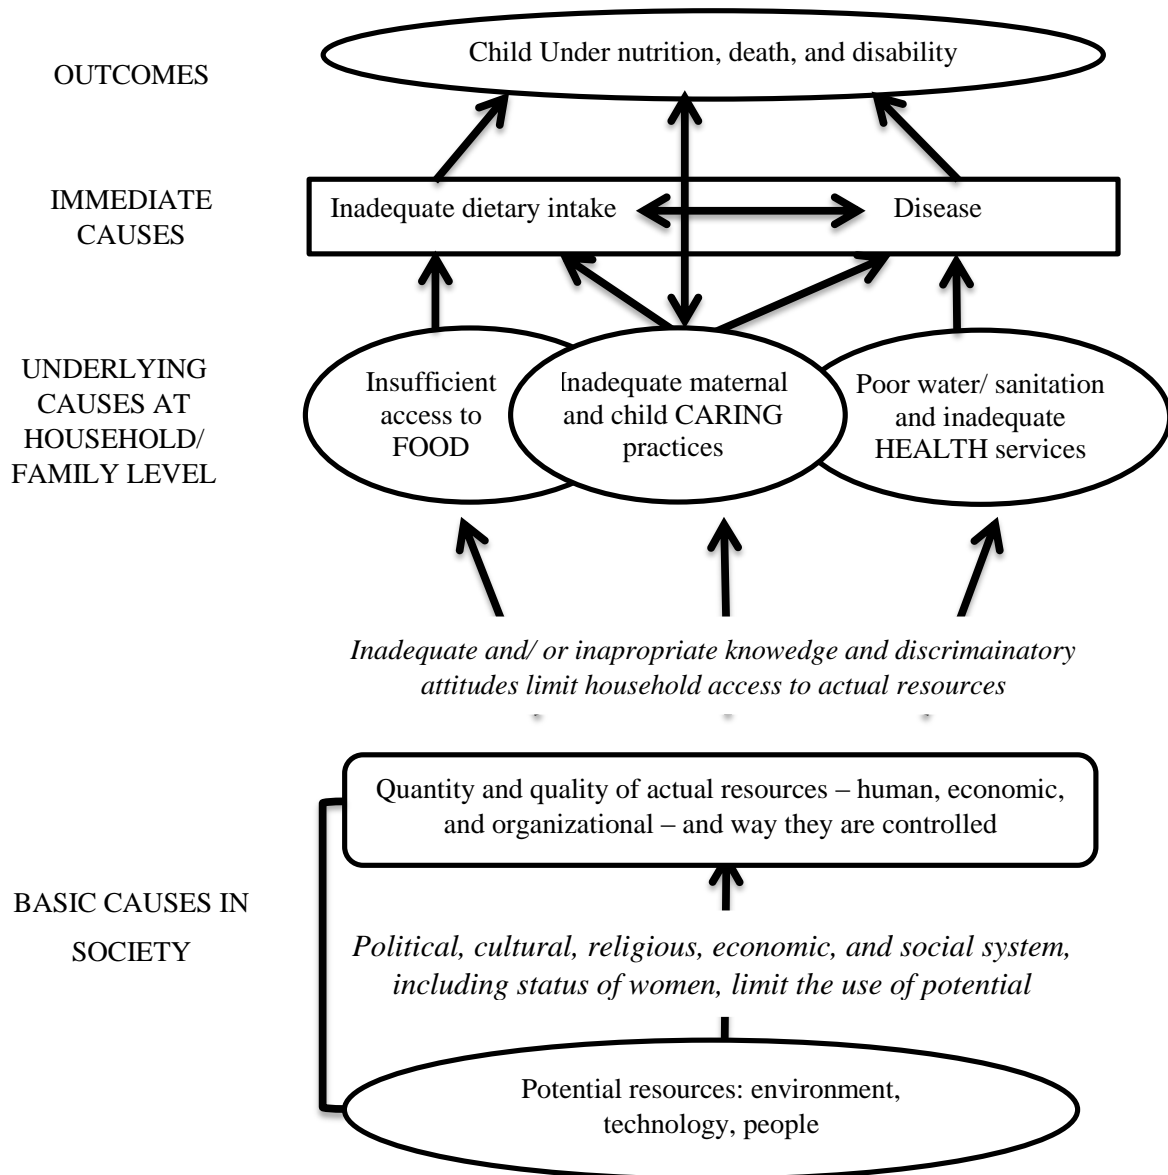 OUTCOMES
Child Under nutrition, death, and disability
IMMEDIATE
CAUSES
Inadequate dietary intake
Disease
UNDERLYING
CAUSES AT
HOUSEHOLD/
FAMILY LEVEL
Insufficient
access to
FOOD
Inadequate maternal
and child CARING
practices
Poor water/ sanitation
and inadequate
HEALTH services
Inadequate and/ or inapropriate knowedge and discrimainatory
attitudes limit household access to actual resources
Quantity and quality of actual resources – human, economic,
and organizational – and way they are controlled
BASIC CAUSES IN
SOCIETY
Political, cultural, religious, economic, and social system,
including status of women, limit the use of potential
Potential resources: environment,
technology, people